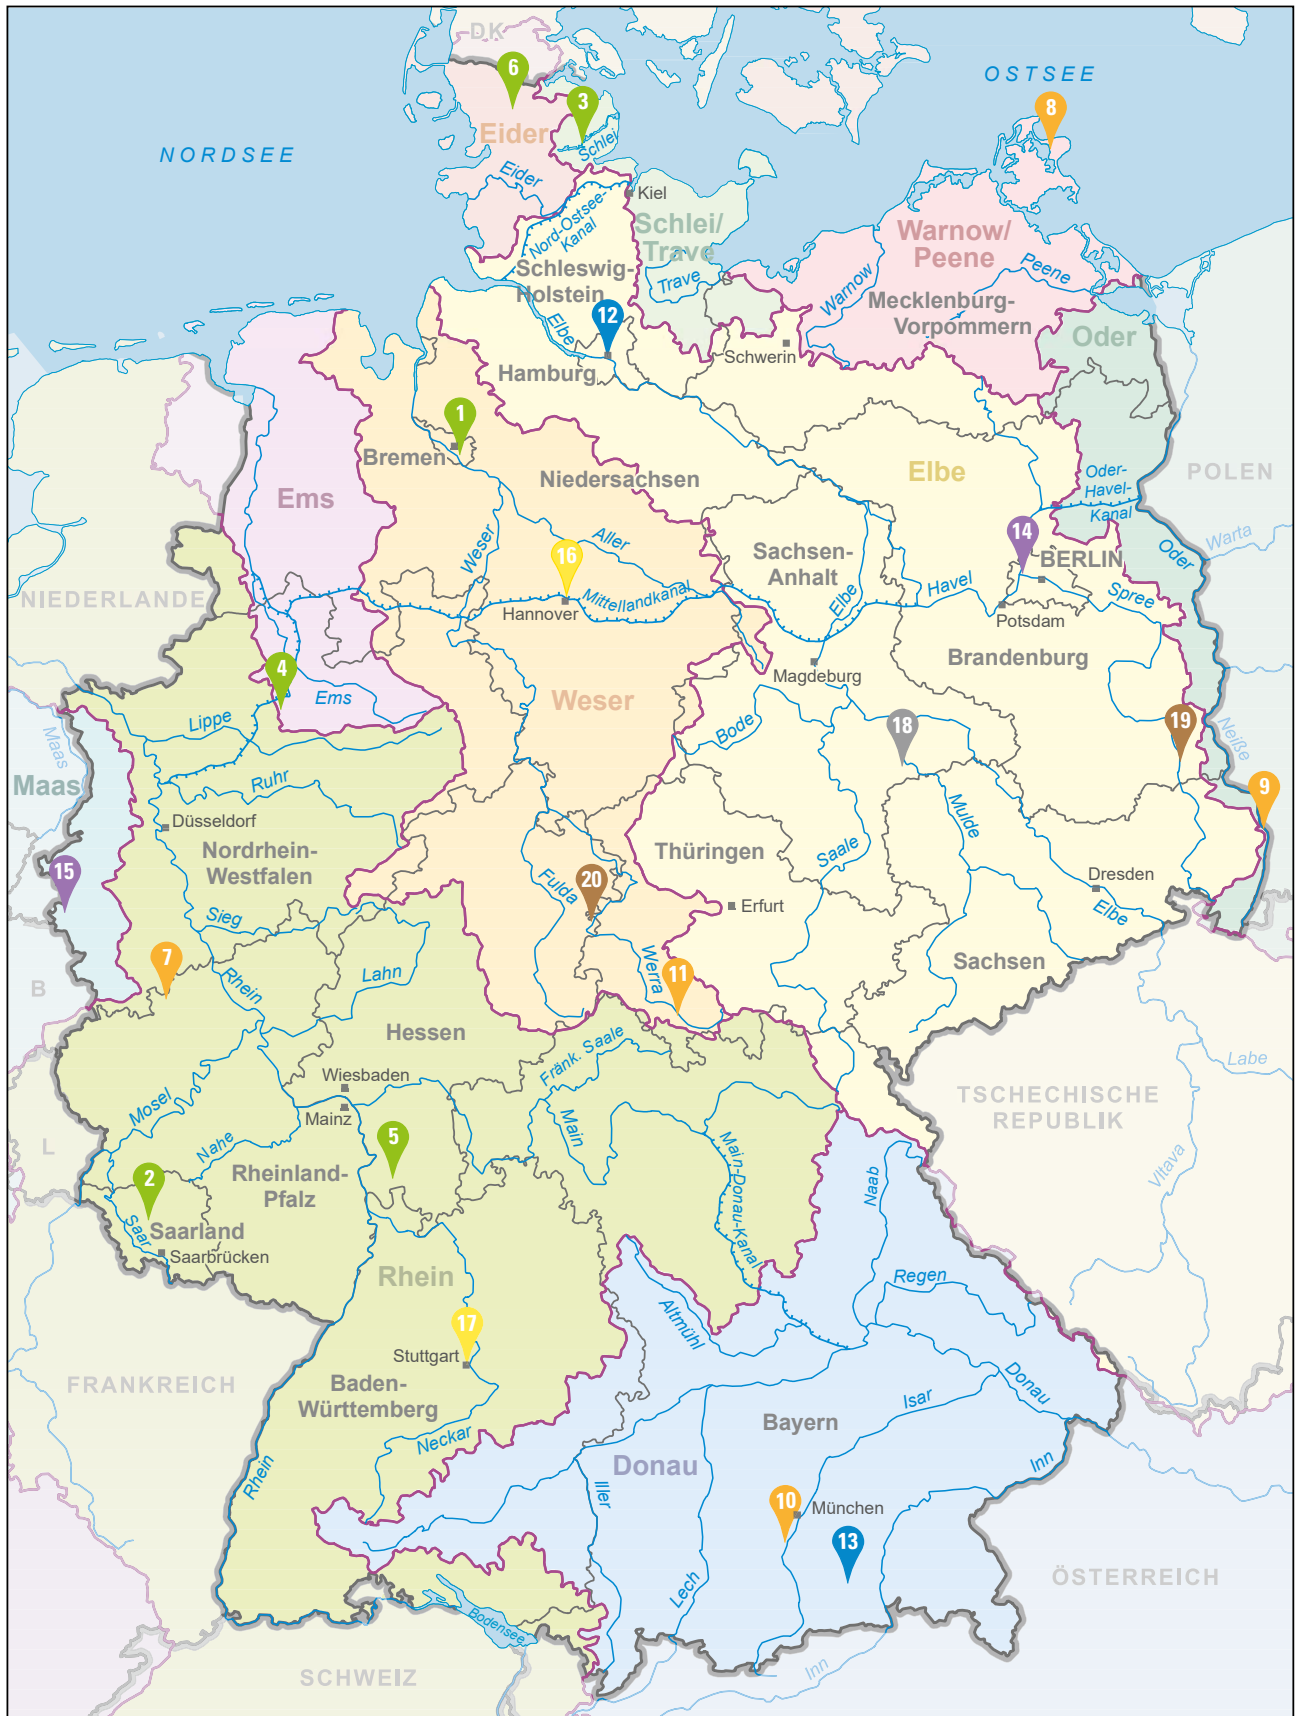 DK
6
OSTSEE
3
8
Eider
Schlei
NORDSEE
Eider
Kiel
Nord-Ostsee-
Kanal
Schlei/
Trave
Warnow/
Peene
Schleswig-
Holstein
Trave
Warnow
Peene
Mecklenburg-
Vorpommern
12
Elbe
Oder
Schwerin
Hamburg
1
Bremen
Niedersachsen
Elbe
POLEN
Ems
Oder-
Havel-
Kanal
Weser
Aller
14
Warta
16
Sachsen-
Anhalt
BERLIN
Oder
NIEDERLANDE
Hannover
Mittellandkanal
Elbe
Havel
Spree
Potsdam
4
Brandenburg
Magdeburg
Ems
Weser
Lippe
Bode
18
19
Neiße
Maas
Maas
Ruhr
9
Düsseldorf
Mulde
Nordrhein-
Westfalen
Thüringen
Saale
15
Fulda
20
Dresden
Erfurt
Elbe
Sieg
7
Rhein
Lahn
Werra
11
Sachsen
B
Hessen
Fränk. Saale
Labe
Wiesbaden
TSCHECHISCHE
REPUBLIK
Mosel
Mainz
Main
L
Nahe
5
Main-Donau-Kanal
Naab
Vltava
2
Rheinland-
Pfalz
Saar
Saarland
Saarbrücken
Rhein
Regen
Altmühl
17
Stuttgart
Donau
FRANKREICH
Baden-
Württemberg
Isar
Bayern
Neckar
Donau
Inn
Rhein
Iller
10
München
13
Lech
ÖSTERREICH
Bodensee
Inn
SCHWEIZ